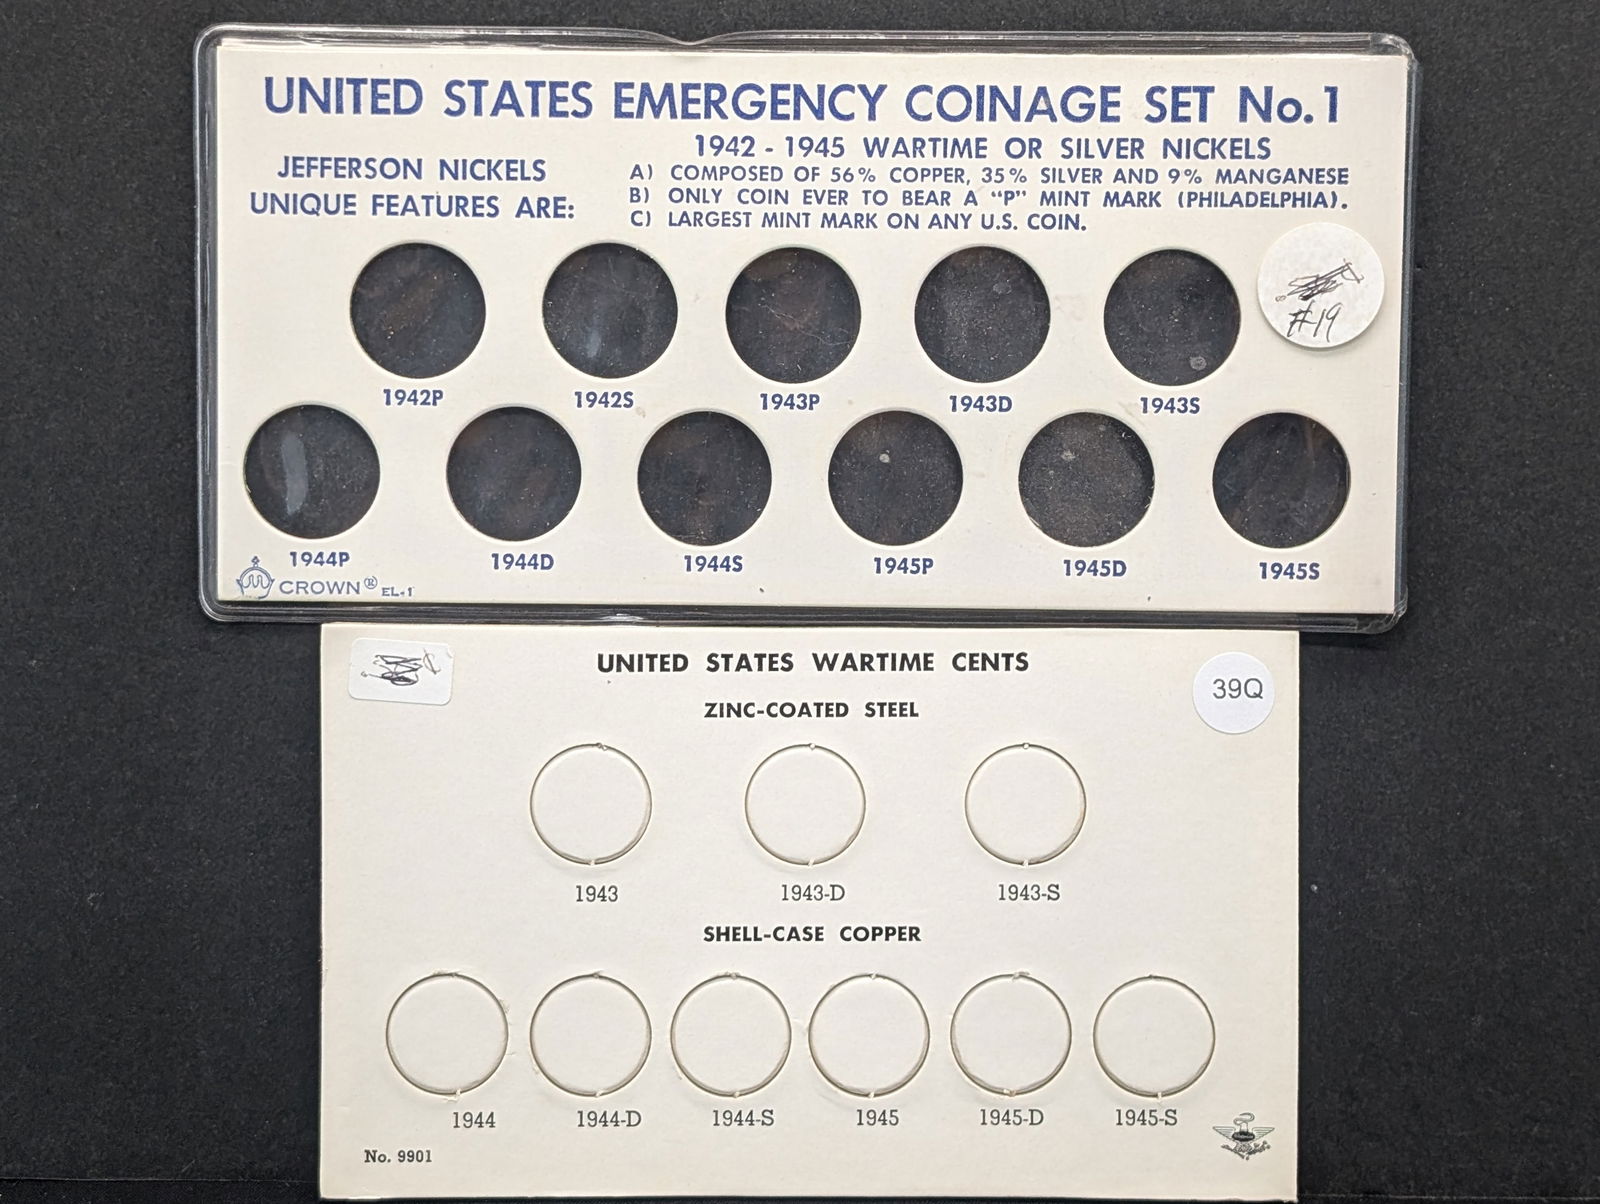 UNITED STATES EMERGENCY COINAGE SET No. 1
1942 - 1945 WARTIME OR SILVER NICKELS
JEFFERSON NICKELS
UNIQUE FEATURES ARE:
A) COMPOSED OF 56% COPPER, 35% SILVER AND 9% MANGANESE
B) ONLY COIN EVER TO BEAR A "P" MINT MARK (PHILADELPHIA).
C) LARGEST MINT MARK ON ANY U.S. COIN.
#19
1942P 1942S 1943P 1943D 1943S
1944P 1944D 1944S 1945P 1945D 1945S
CROWN® EL-1
UNITED STATES WARTIME CENTS
39Q
ZINC-COATED STEEL
1943 1943-D 1943-S
SHELL-CASE COPPER
1944 1944-D 1944-S 1945 1945-D 1945-S
No. 9901